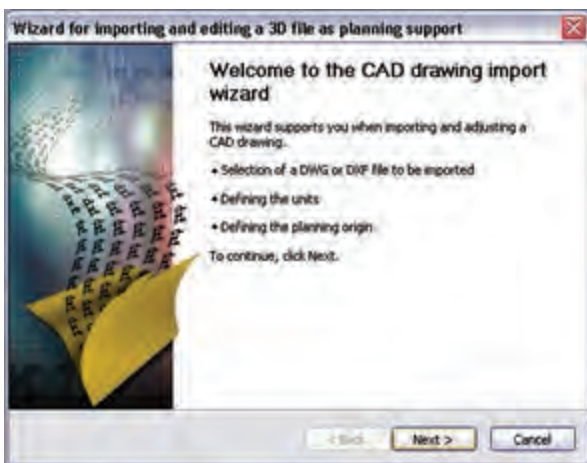 Wizard for importing and editing a 3D file as planning support
Welcome to the CAD drawing import
wizard
This wizard supports you when importing and adjusting a
CAD drawing.
• Selection of a DWG or DXF file to be imported
• Defining the units
• Defining the planning origin
To continue, click Next.
< Back
Next >
Cancel